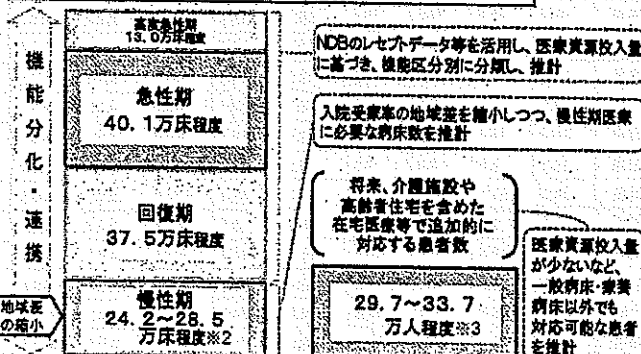 高度急性期
13.0万床程度
急性期
40.1万床程度
回復期
37.5万床程度
慢性期
24.2~28.5
万床程度※2
機能分化・連携
地域差
の縮小
NDBのレセプトデータ等を活用し、医療資源投入量
に基づき、機能区分別に分類し、推計
入院受療率の地域差を縮小しつつ、慢性期医療
に必要な病床数を推計
将来、介護施設や
高齢者住宅を含めた
在宅医療等で追加的に
対応する患者数
29.7~33.7
万人程度※3
医療資源投入量
が少ないなど、
一般病床・療養
病床以外でも
対応可能な患者
を推計